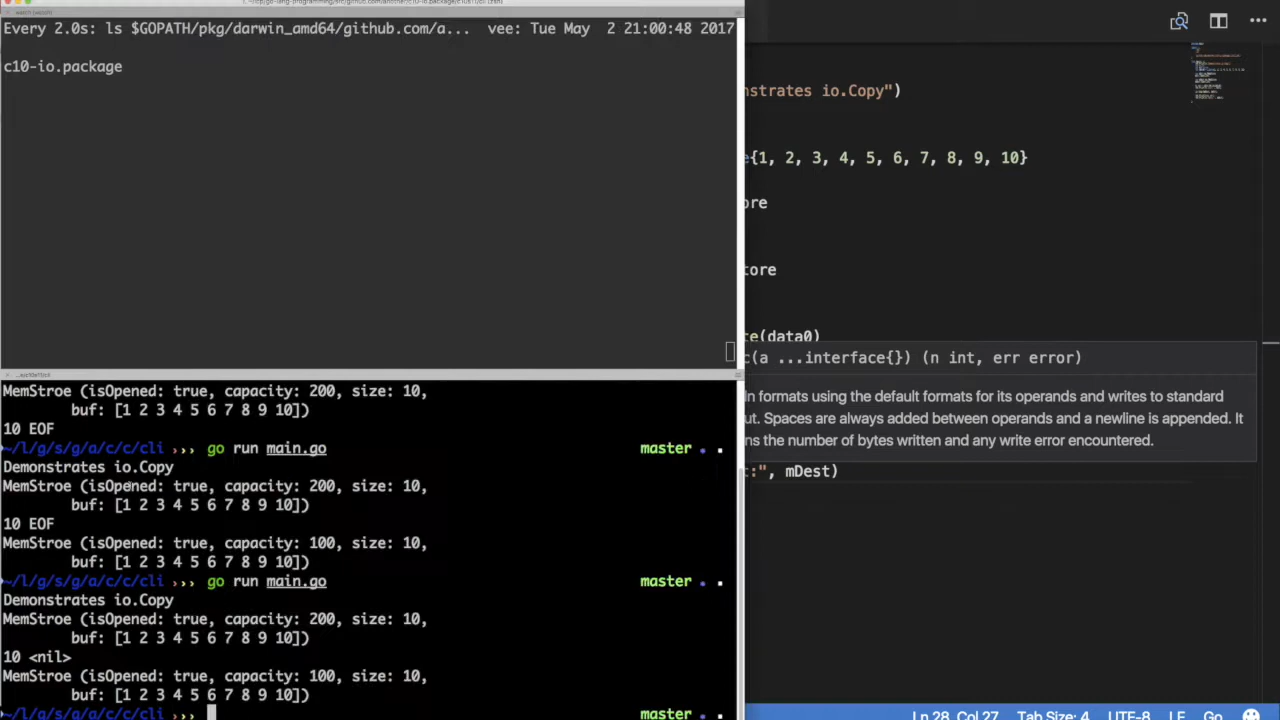 Every 2.0s: ls $GOPATH/pkg/darwin_amd64/github.com/a... vee: Tue May 2 21:00:48 2017
c10-io.package
MemStroe (isOpened: true, capacity: 200, size: 10,
buf: [1 2 3 4 5 6 7 8 9 10])
10 EOF
~/l/g/s/g/a/c/c/cli ››› go run main.go master
Demonstrates io.Copy
MemStroe (isOpened: true, capacity: 200, size: 10,
buf: [1 2 3 4 5 6 7 8 9 10])
10 EOF
MemStroe (isOpened: true, capacity: 100, size: 10,
buf: [1 2 3 4 5 6 7 8 9 10])
~/l/g/s/g/a/c/c/cli ››› go run main.go master
Demonstrates io.Copy
MemStroe (isOpened: true, capacity: 200, size: 10,
buf: [1 2 3 4 5 6 7 8 9 10])
10 <nil>
MemStroe (isOpened: true, capacity: 100, size: 10,
buf: [1 2 3 4 5 6 7 8 9 10])
~/l/g/s/g/a/c/c/cli ››› master
nstrates io.Copy")
e{1, 2, 3, 4, 5, 6, 7, 8, 9, 10}
ore
tore
te(data0)
c(a ...interface{}) (n int, err error)
ln formats using the default formats for its operands and writes to standard
ut. Spaces are always added between operands and a newline is appended. It
ns the number of bytes written and any write error encountered.
t:", mDest)
Ln 28, Col 27 Tab Size: 4 UTF-8 LF Go